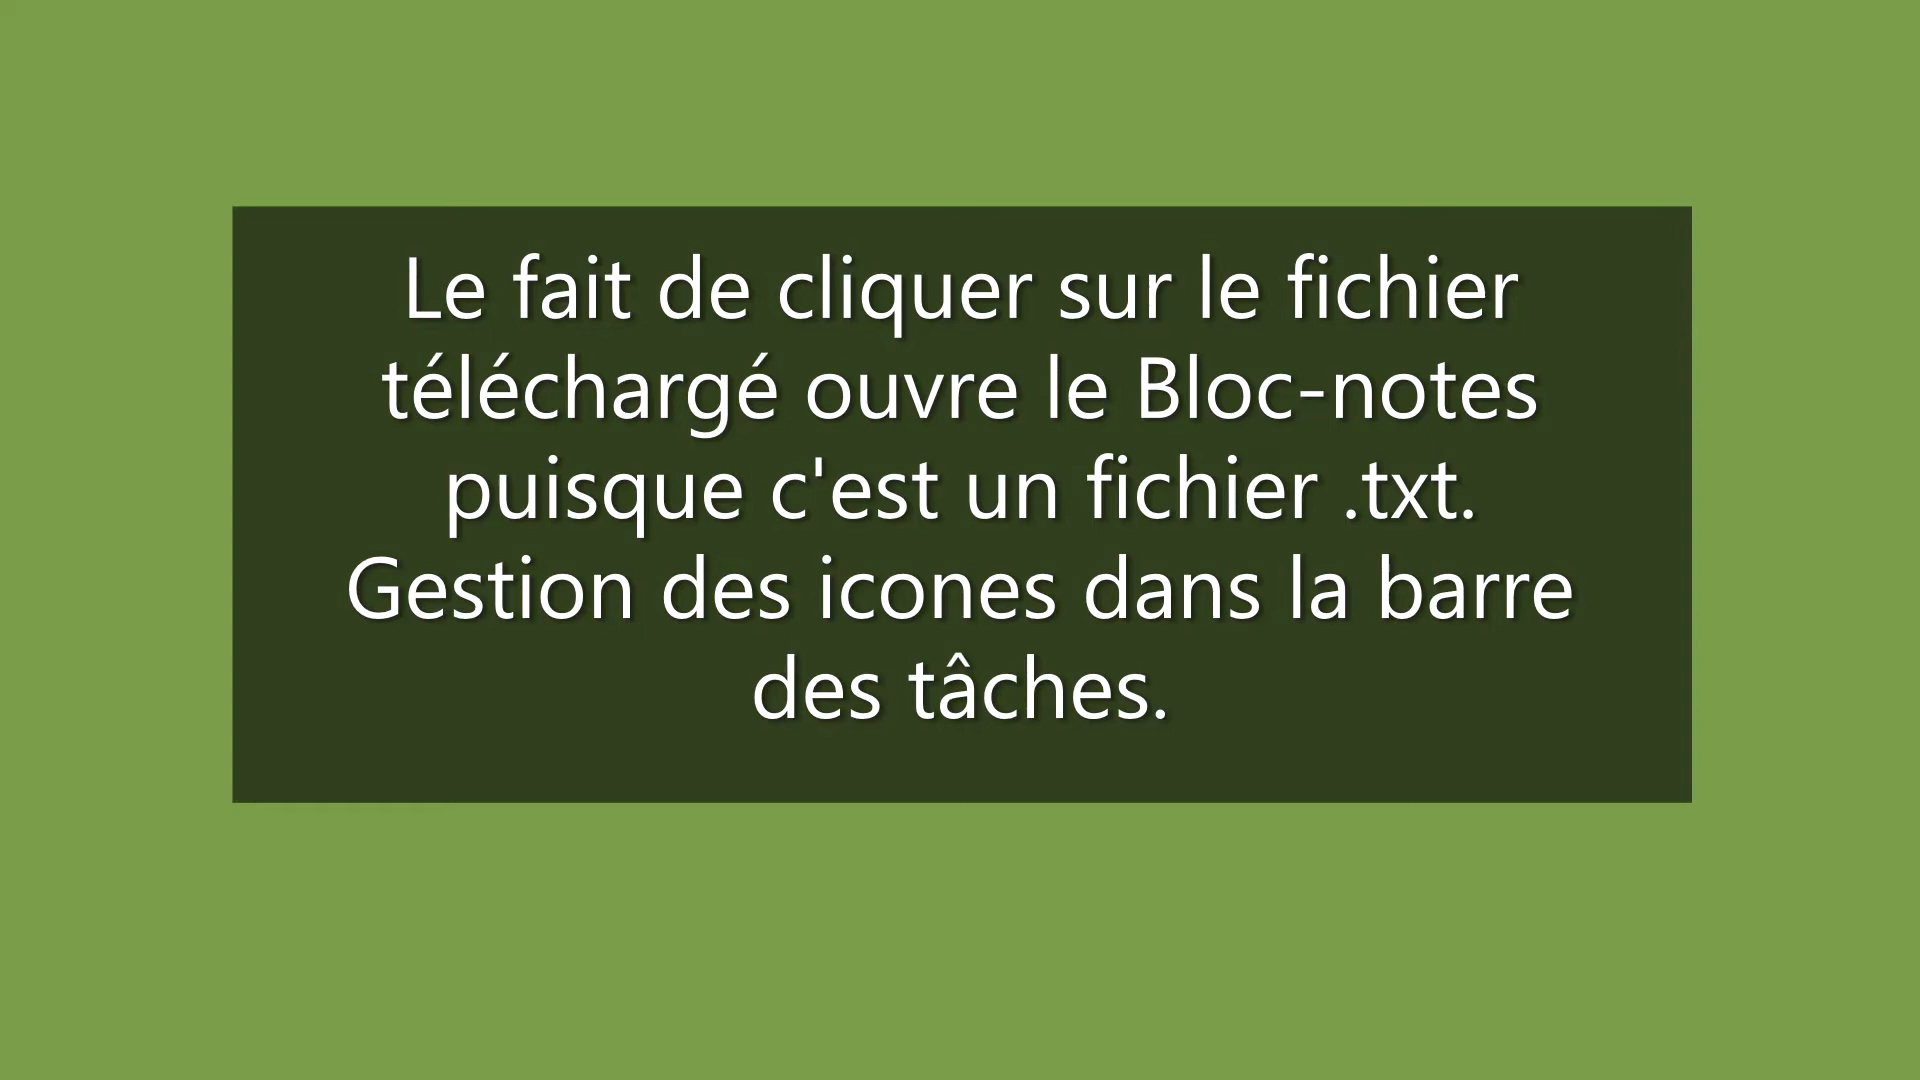 Le fait de cliquer sur le fichier
téléchargé ouvre le Bloc-notes
puisque c'est un fichier .txt.
Gestion des icones dans la barre
des tâches.